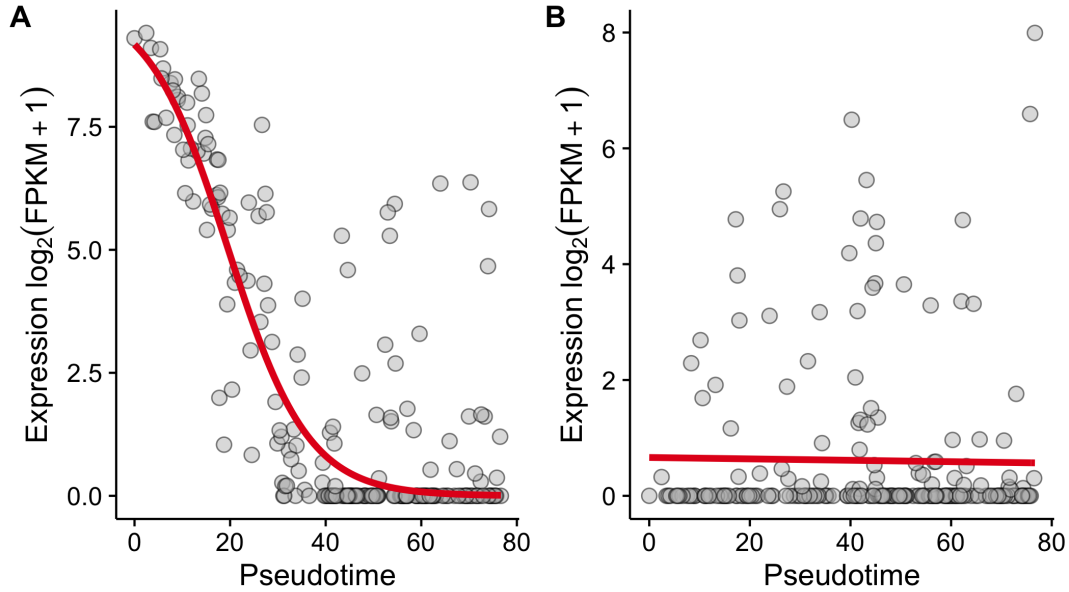 A
Expression log₂(FPKM + 1)
7.5
5.0
2.5
0.0
0 20 40 60 80
Pseudotime
B
Expression log₂(FPKM + 1)
8
6
4
2
0
0 20 40 60 80
Pseudotime